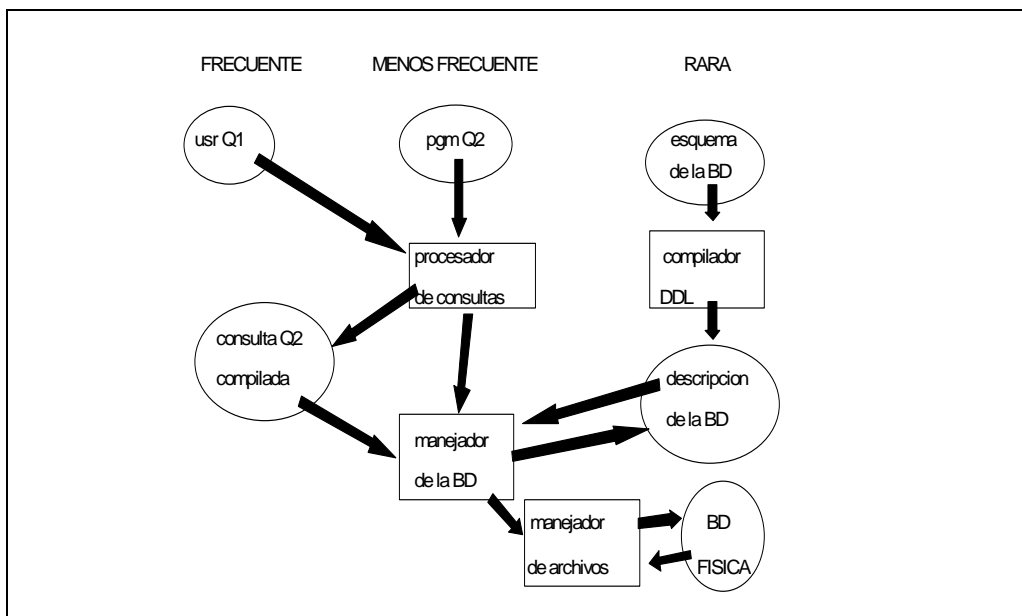 FRECUENTE
MENOS FRECUENTE
RARA
usr Q1
pgm Q2
esquema
de la BD
procesador
de consultas
compilador
DDL
consulta Q2
compilada
descripcion
de la BD
manejador
de la BD
manejador
de archivos
BD
FISICA